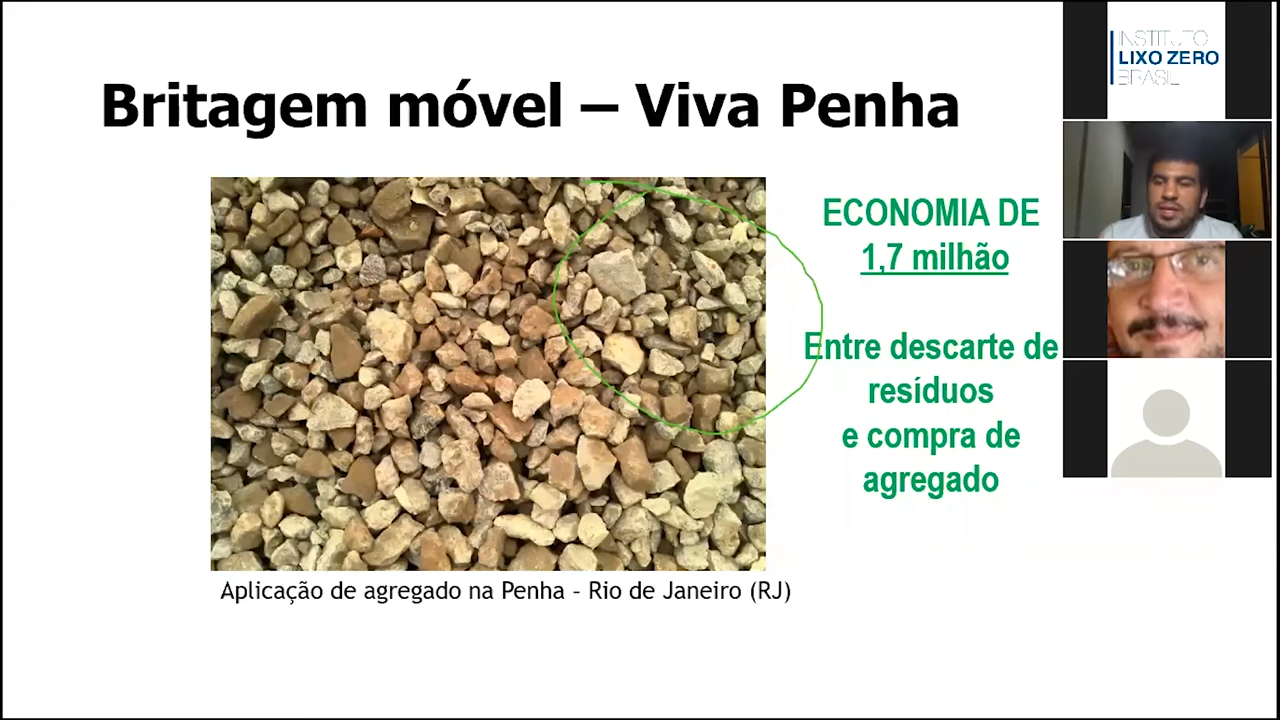 Britagem móvel – Viva Penha
ECONOMIA DE
1,7 milhão
Entre descarte de
resíduos
e compra de
agregado
Aplicação de agregado na Penha - Rio de Janeiro (RJ)
INSTITUTO
LIXO ZERO
BRASIL